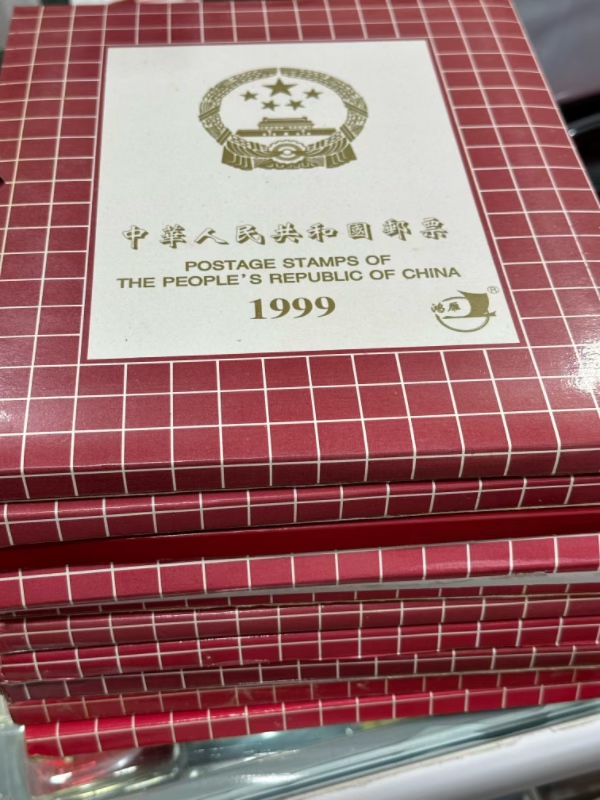 中華人民共和國郵票
POSTAGE STAMPS OF
THE PEOPLE'S REPUBLIC OF CHINA
1999
鴻雁
®